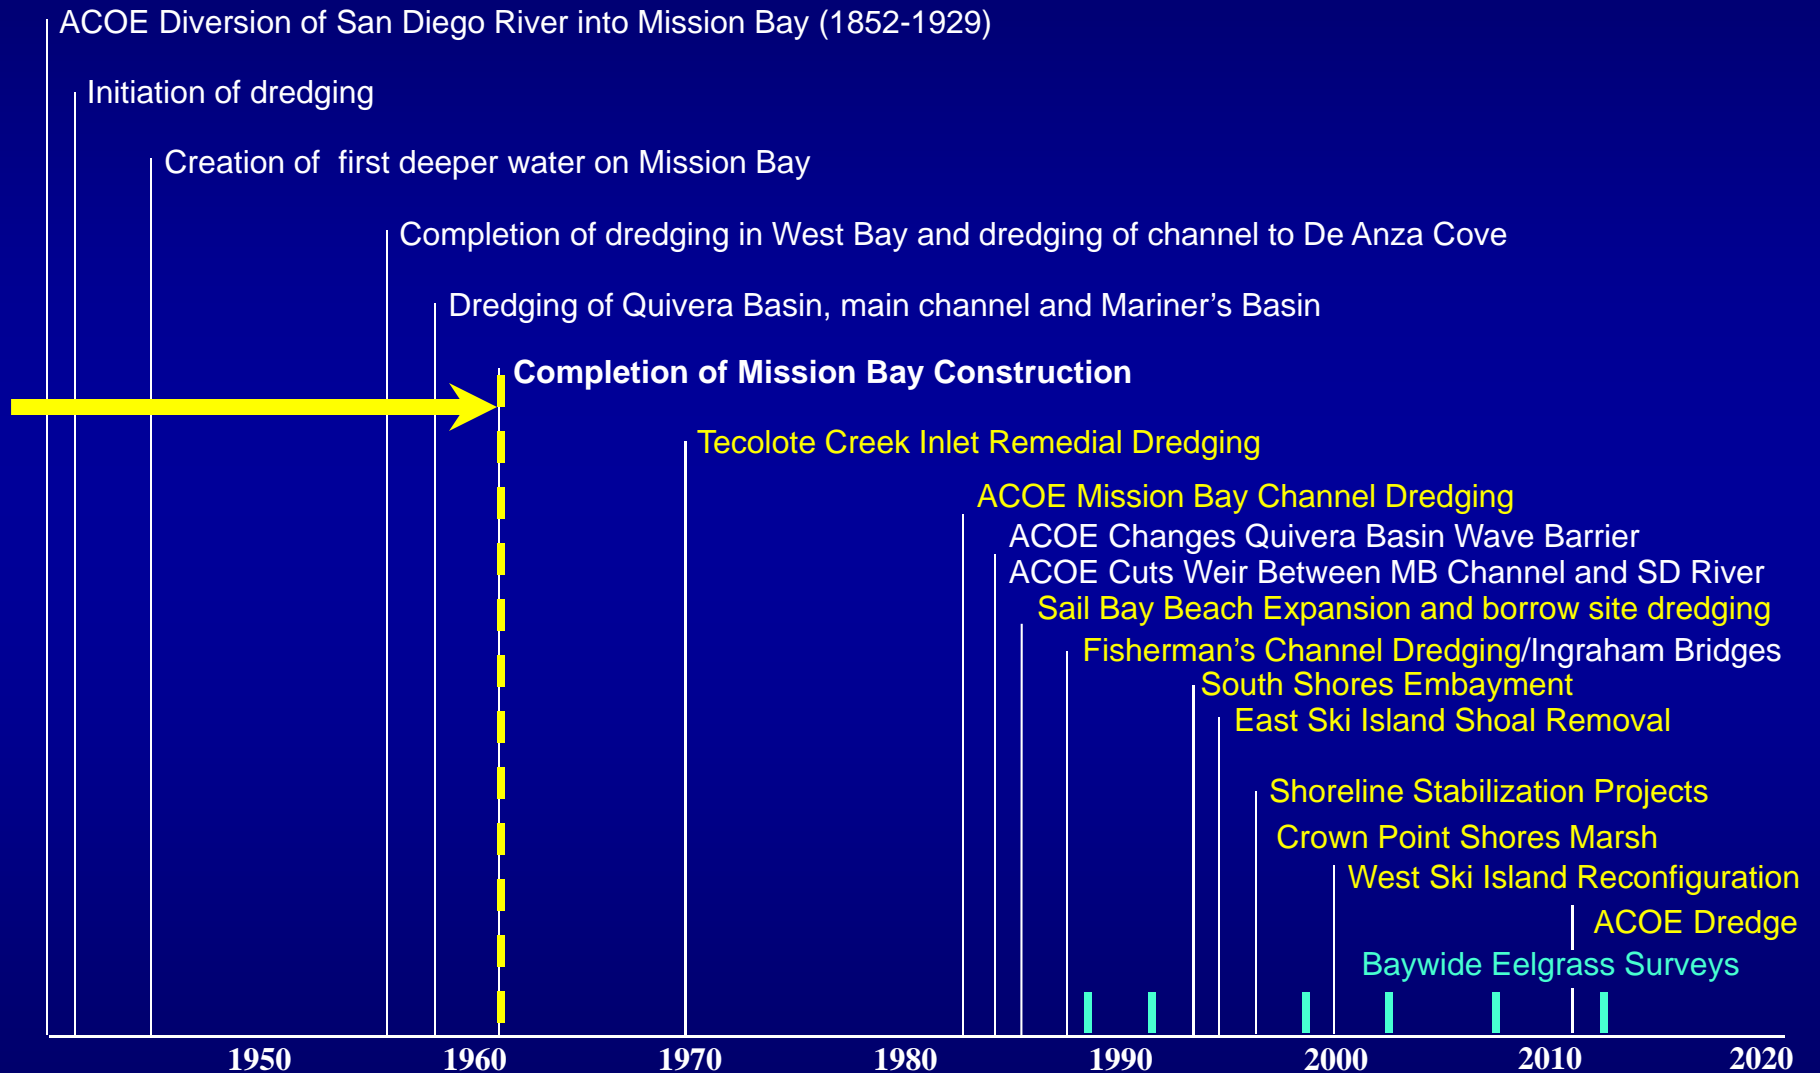 ACOE Diversion of San Diego River into Mission Bay (1852-1929)
Initiation of dredging
Creation of first deeper water on Mission Bay
Completion of dredging in West Bay and dredging of channel to De Anza Cove
Dredging of Quivera Basin, main channel and Mariner's Basin
Completion of Mission Bay Construction
Tecolote Creek Inlet Remedial Dredging
ACOE Mission Bay Channel Dredging
ACOE Changes Quivera Basin Wave Barrier
ACOE Cuts Weir Between MB Channel and SD River
Sail Bay Beach Expansion and borrow site dredging
Fisherman's Channel Dredging/Ingraham Bridges
South Shores Embayment
East Ski Island Shoal Removal
Shoreline Stabilization Projects
Crown Point Shores Marsh
West Ski Island Reconfiguration
ACOE Dredge
Baywide Eelgrass Surveys
1950 1960 1970 1980 1990 2000 2010 2020